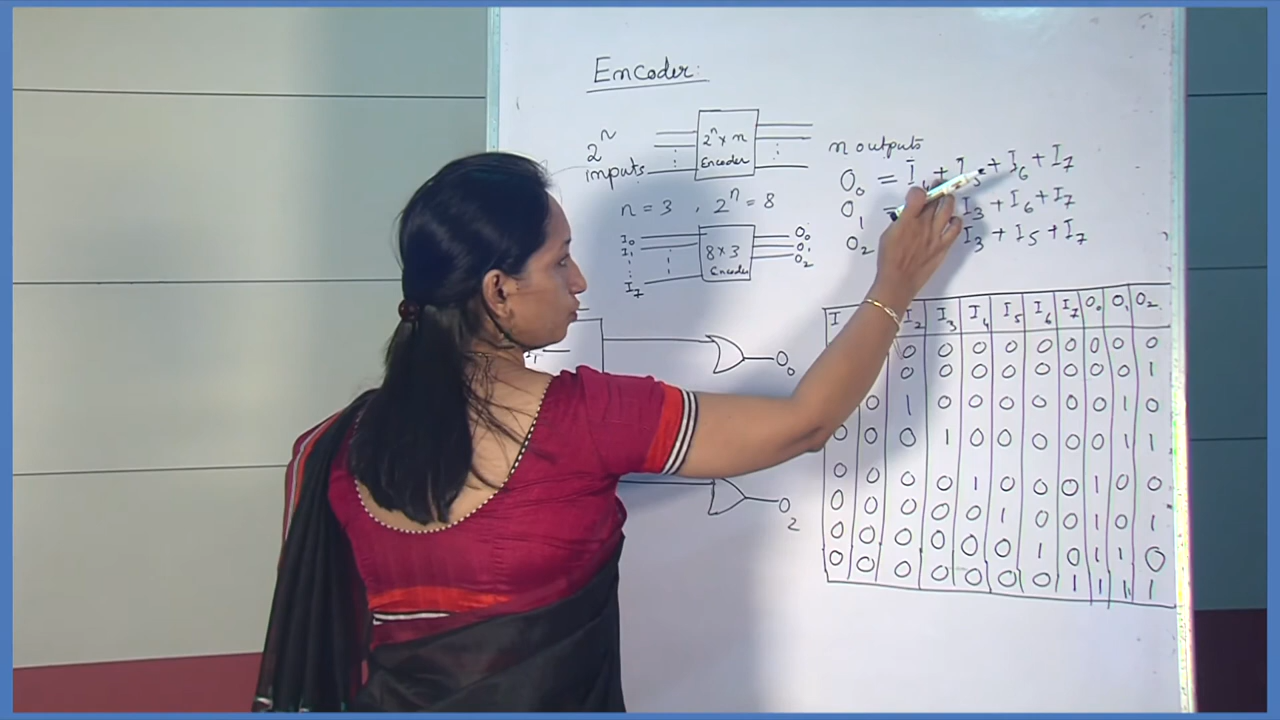 Encoder:
2^n inputs
2^n x n Encoder
n outputs
n = 3 , 2^n = 8
I0
I1
I7
8 x 3 Encoder
O0
O1
O2
O0 = I4 + I5 + I6 + I7
O1 = I3 + I6 + I7
O2 I3 + I5 + I7
O0
O2
I I2 I3 I4 I5 I6 I7 O0 O1 O2
0 0 0 0 0 0 0 0 0
0 0 0 0 0 0 0 0 1
0 0 1 0 0 0 0 0 0 1 0
0 0 0 1 0 0 0 0 0 1 1
0 0 0 0 1 0 0 0 1 0 0
0 0 0 0 0 1 0 0 1 0 1
0 0 0 0 0 0 1 0 1 1 0
0 0 0 0 0 0 0 1 1 1 1